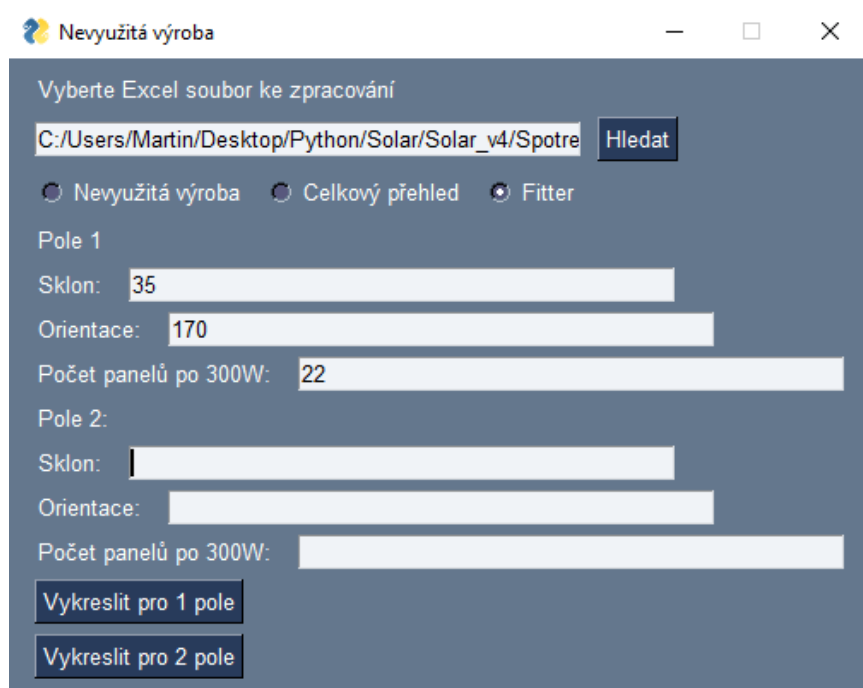 Nevyužitá výroba
Vyberte Excel soubor ke zpracování
C:/Users/Martin/Desktop/Python/Solar/Solar_v4/Spotre Hledat
Nevyužitá výroba Celkový přehled Fitter
Pole 1
Sklon: 35
Orientace: 170
Počet panelů po 300W: 22
Pole 2:
Sklon:
Orientace:
Počet panelů po 300W:
Vykreslit pro 1 pole
Vykreslit pro 2 pole